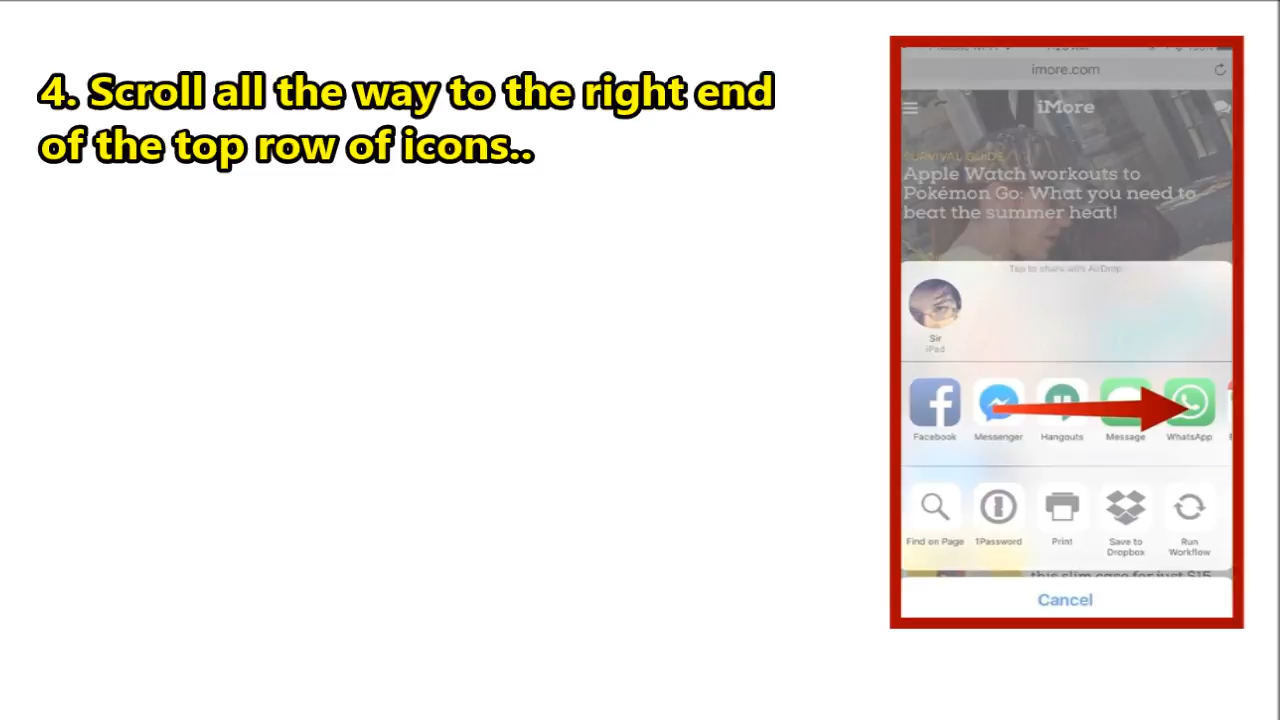 4. Scroll all the way to the right end
of the top row of icons..
imore.com
iMore
SURVIVAL GUIDE
Apple Watch workouts to
Pokémon Go: What you need to
beat the summer heat!
Tap to share with AirDrop
Sir
iPad
Facebook Messenger Hangouts Message WhatsApp
Find on Page 1Password Print Save to Dropbox Run Workflow
this slim case for just $15
Cancel